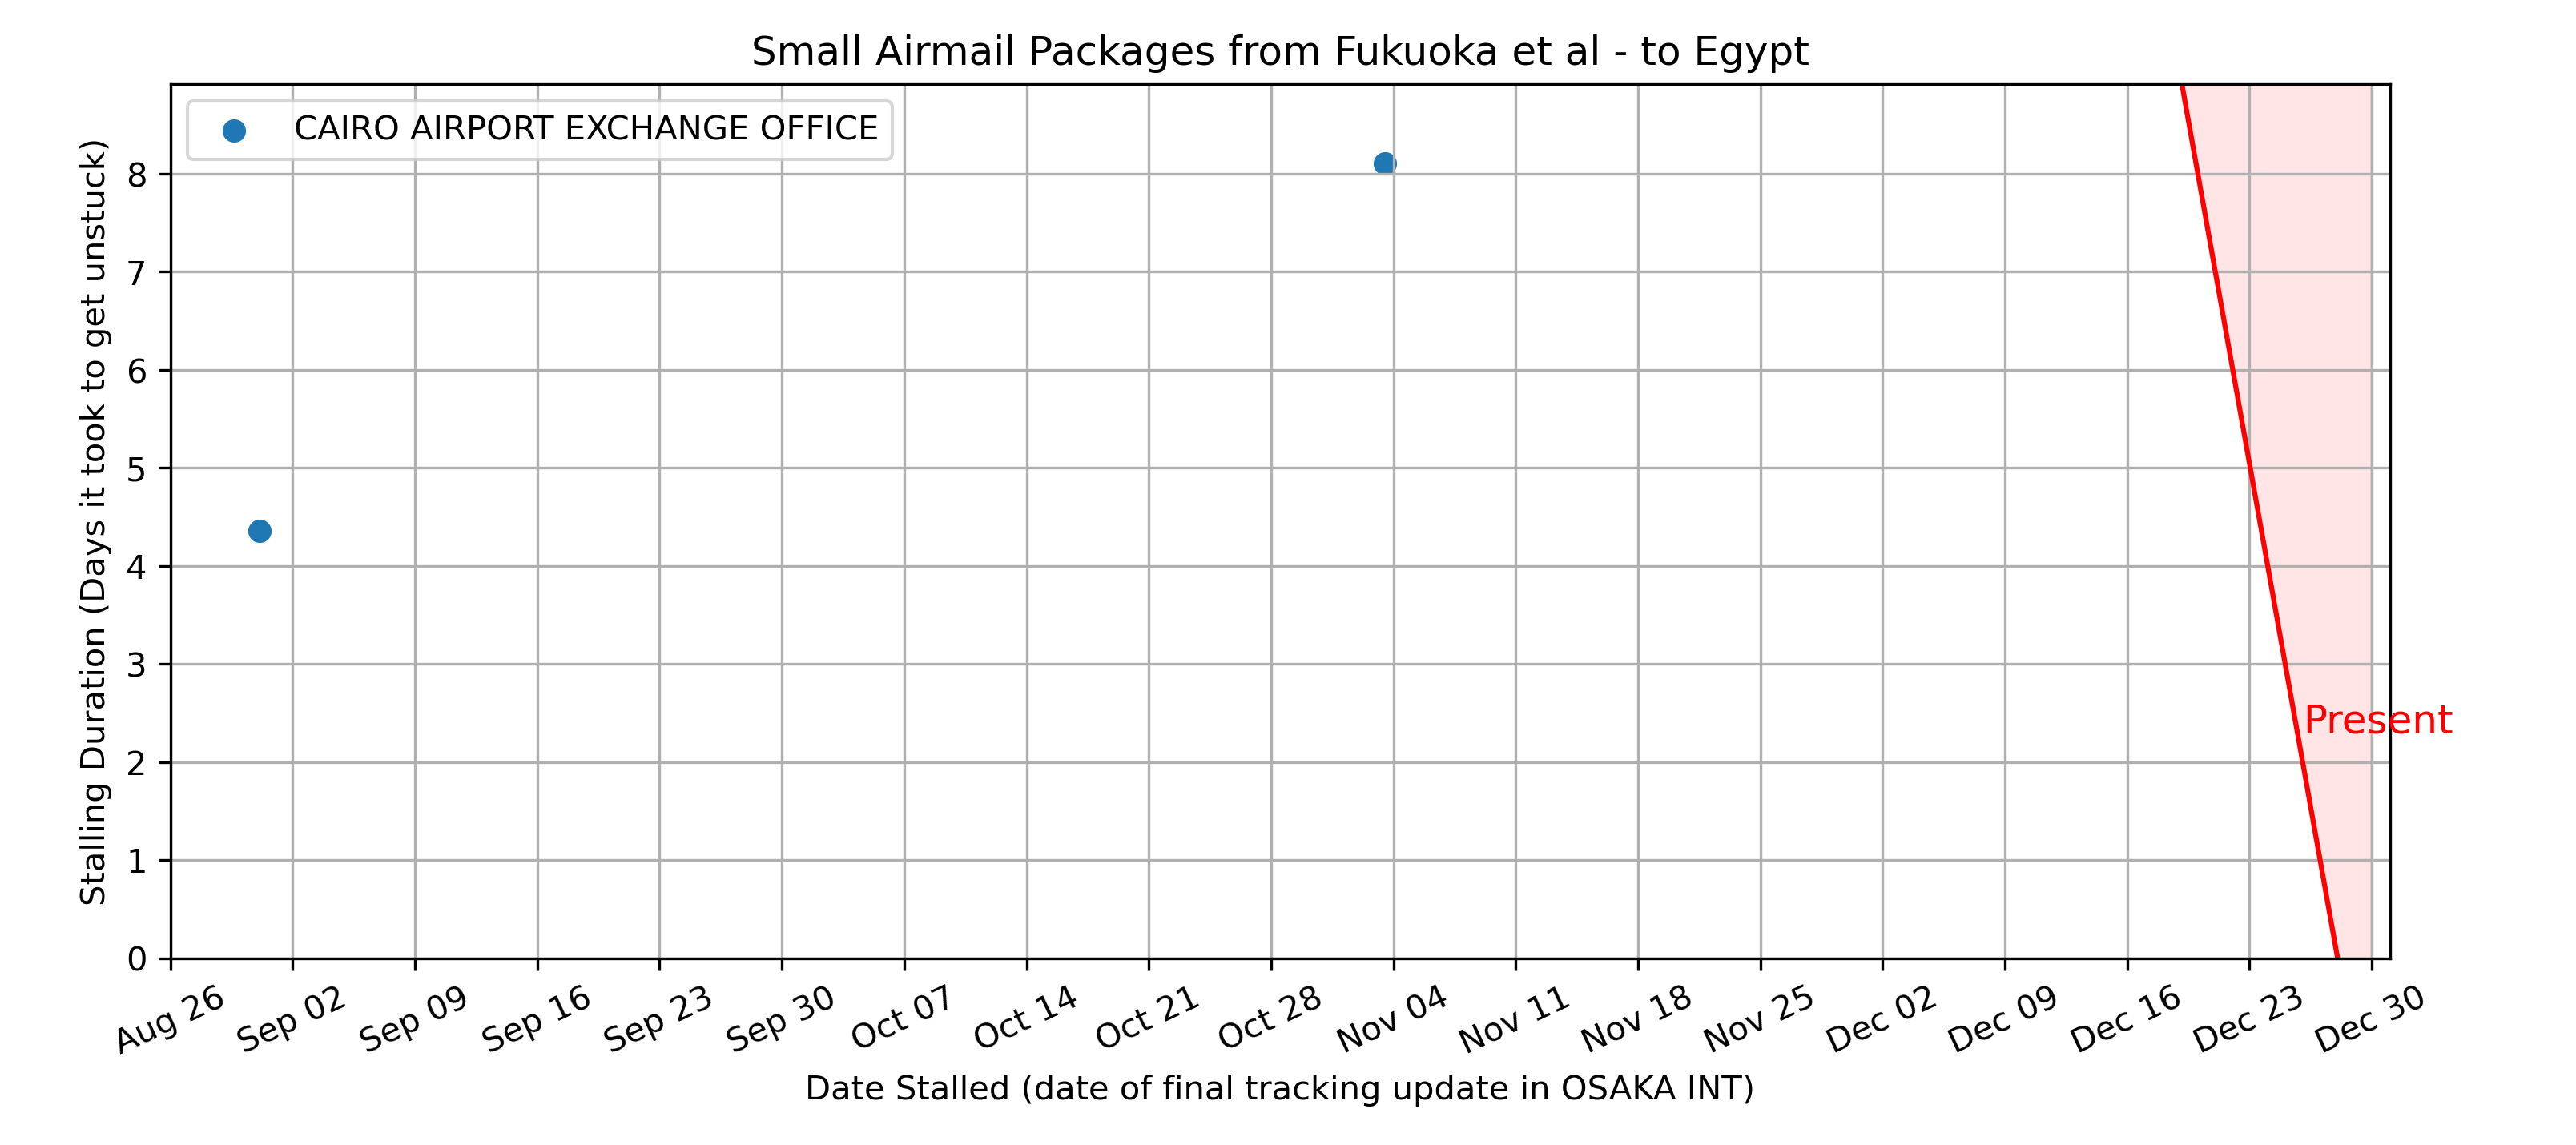 Small Airmail Packages from Fukuoka et al - to Egypt
CAIRO AIRPORT EXCHANGE OFFICE
Stalling Duration (Days it took to get unstuck)
8
7
6
5
4
3
2
1
0
Present
Aug 26
Sep 02
Sep 09
Sep 16
Sep 23
Sep 30
Oct 07
Oct 14
Oct 21
Oct 28
Nov 04
Nov 11
Nov 18
Nov 25
Dec 02
Dec 09
Dec 16
Dec 23
Dec 30
Date Stalled (date of final tracking update in OSAKA INT)